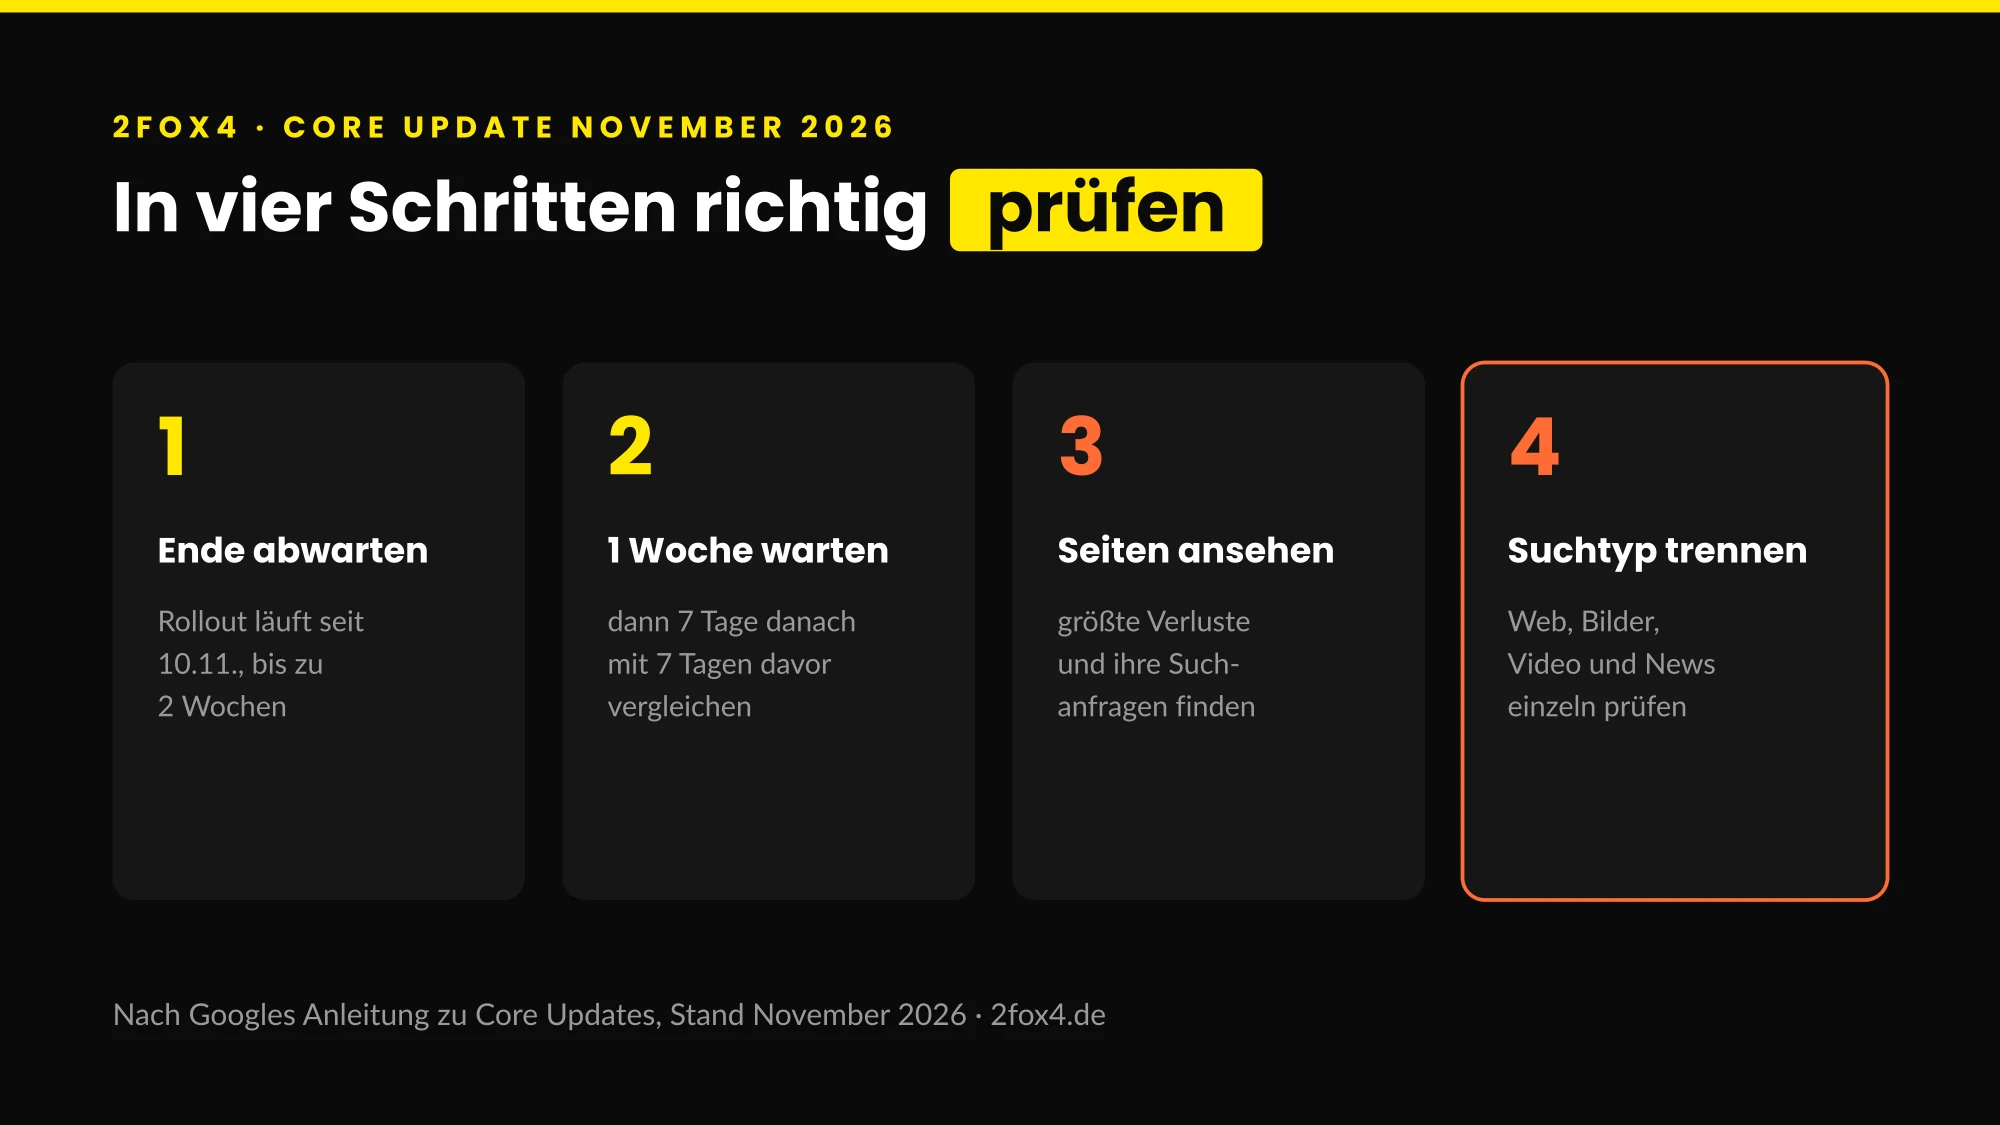 2FOX4 · CORE UPDATE NOVEMBER 2026
In vier Schritten richtig prüfen
1
Ende abwarten
Rollout läuft seit
10.11., bis zu
2 Wochen
2
1 Woche warten
dann 7 Tage danach
mit 7 Tagen davor
vergleichen
3
Seiten ansehen
größte Verluste
und ihre Such-
anfragen finden
4
Suchtyp trennen
Web, Bilder,
Video und News
einzeln prüfen
Nach Googles Anleitung zu Core Updates, Stand November 2026 · 2fox4.de